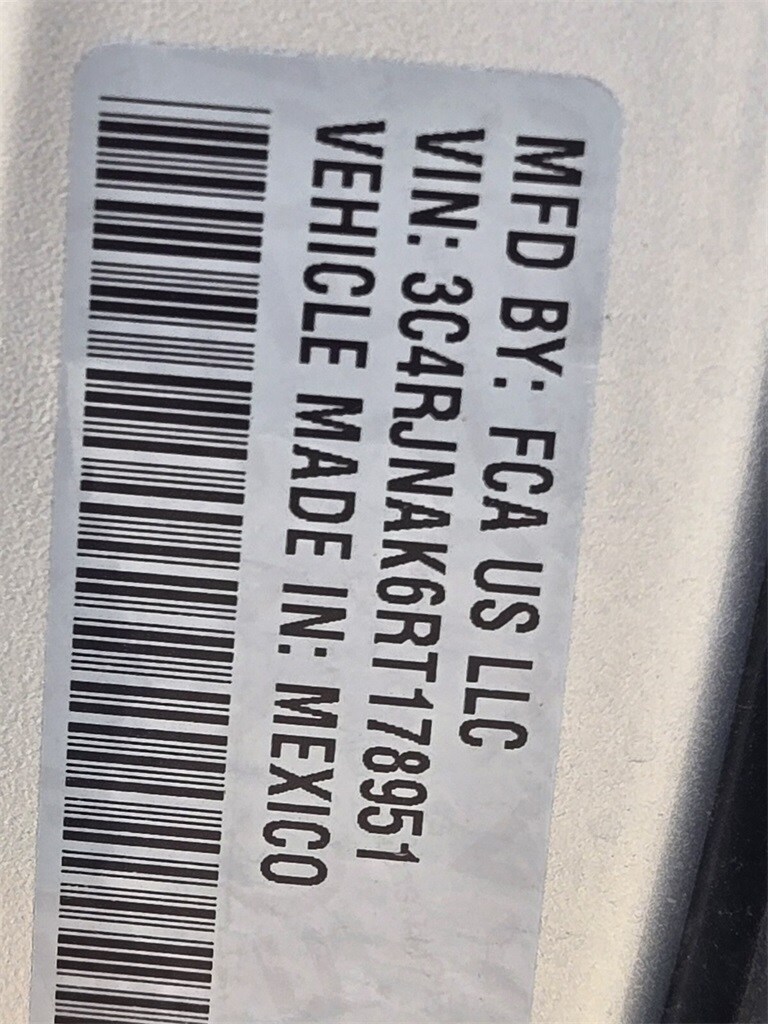 MFD BY: FCA US LLC
VIN: 3C4RJNAK6RT178951
VEHICLE MADE IN: MEXICO